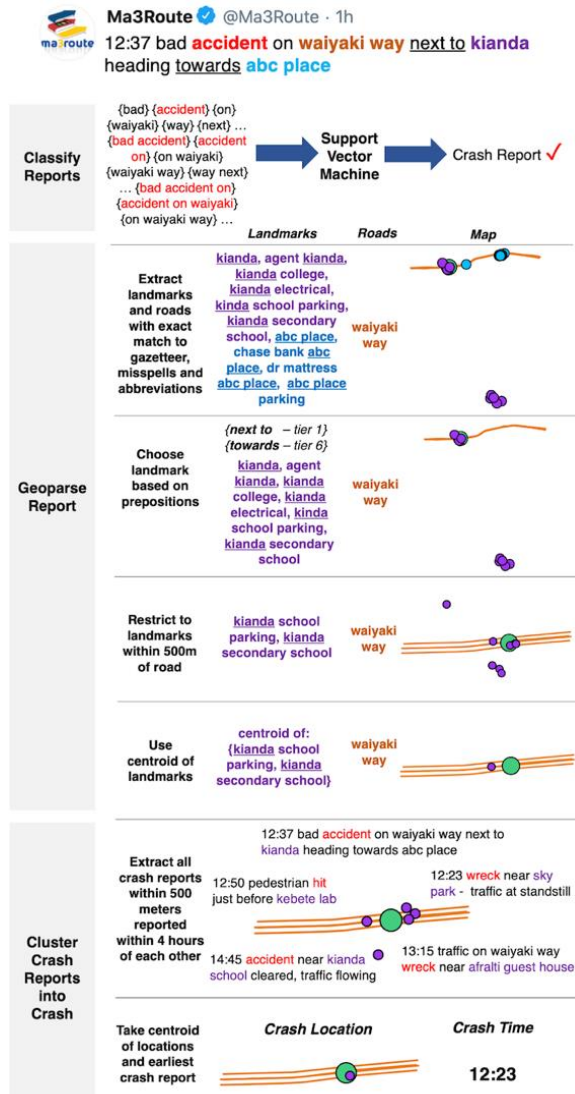 Ma3Route @Ma3Route · 1h
ma3route
12:37 bad accident on waiyaki way next to kianda
heading towards abc place
Classify
Reports
{bad} {accident} {on}
{waiyaki} {way} {next} ...
{bad accident} {accident
on} {on waiyaki}
{waiyaki way} {way next}
... {bad accident on}
{accident on waiyaki}
{on waiyaki way} ...
Support
Vector
Machine
Crash Report ✓
Landmarks Roads Map
Geoparse
Report
Extract
landmarks
and roads
with exact
match to
gazetteer,
misspells and
abbreviations
kianda, agent kianda,
kianda college,
kianda electrical,
kinda school parking,
kianda secondary
school, abc place,
chase bank abc
place, dr mattress
abc place, abc place
parking
waiyaki
way
Choose
landmark
based on
prepositions
{next to – tier 1}
{towards – tier 6}
kianda, agent
kianda, kianda
college, kianda
electrical, kinda
school parking,
kianda secondary
school
waiyaki
way
Restrict to
landmarks
within 500m
of road
kianda school
parking, kianda
secondary school
waiyaki
way
Use
centroid of
landmarks
centroid of:
{kianda school
parking, kianda
secondary school}
waiyaki
way
Cluster
Crash
Reports
into
Crash
Extract all
crash reports
within 500
meters
reported
within 4 hours
of each other
12:37 bad accident on waiyaki way next to
kianda heading towards abc place
12:50 pedestrian hit
just before kebete lab
12:23 wreck near sky
park - traffic at standstill
14:45 accident near kianda
school cleared, traffic flowing
13:15 traffic on waiyaki way
wreck near afralti guest house
Take centroid
of locations
and earliest
crash report
Crash Location
Crash Time
12:23